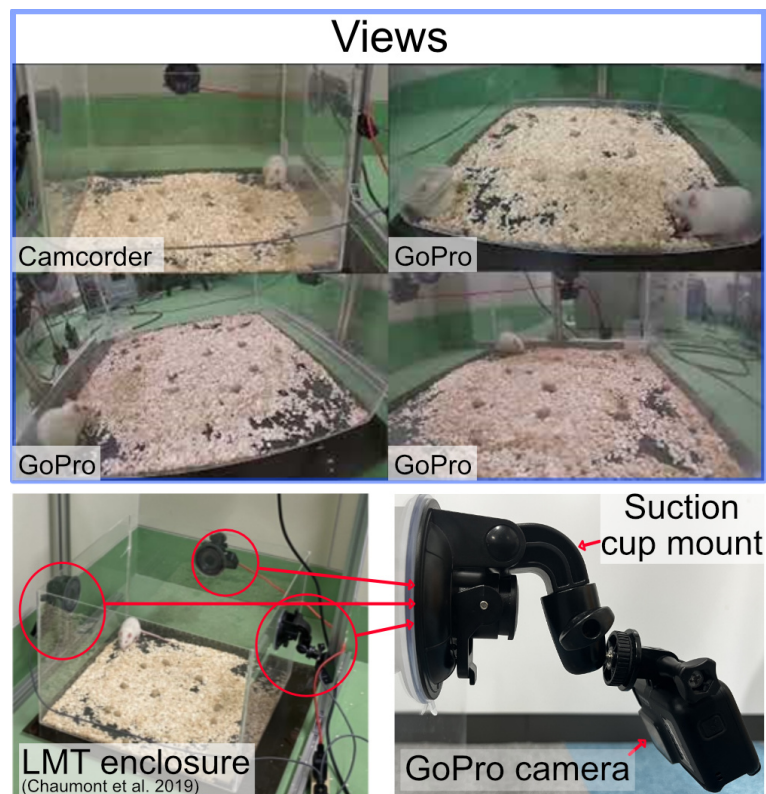 Views
Camcorder
GoPro
GoPro
GoPro
LMT enclosure
(Chaumont et al. 2019)
Suction
cup mount
GoPro camera